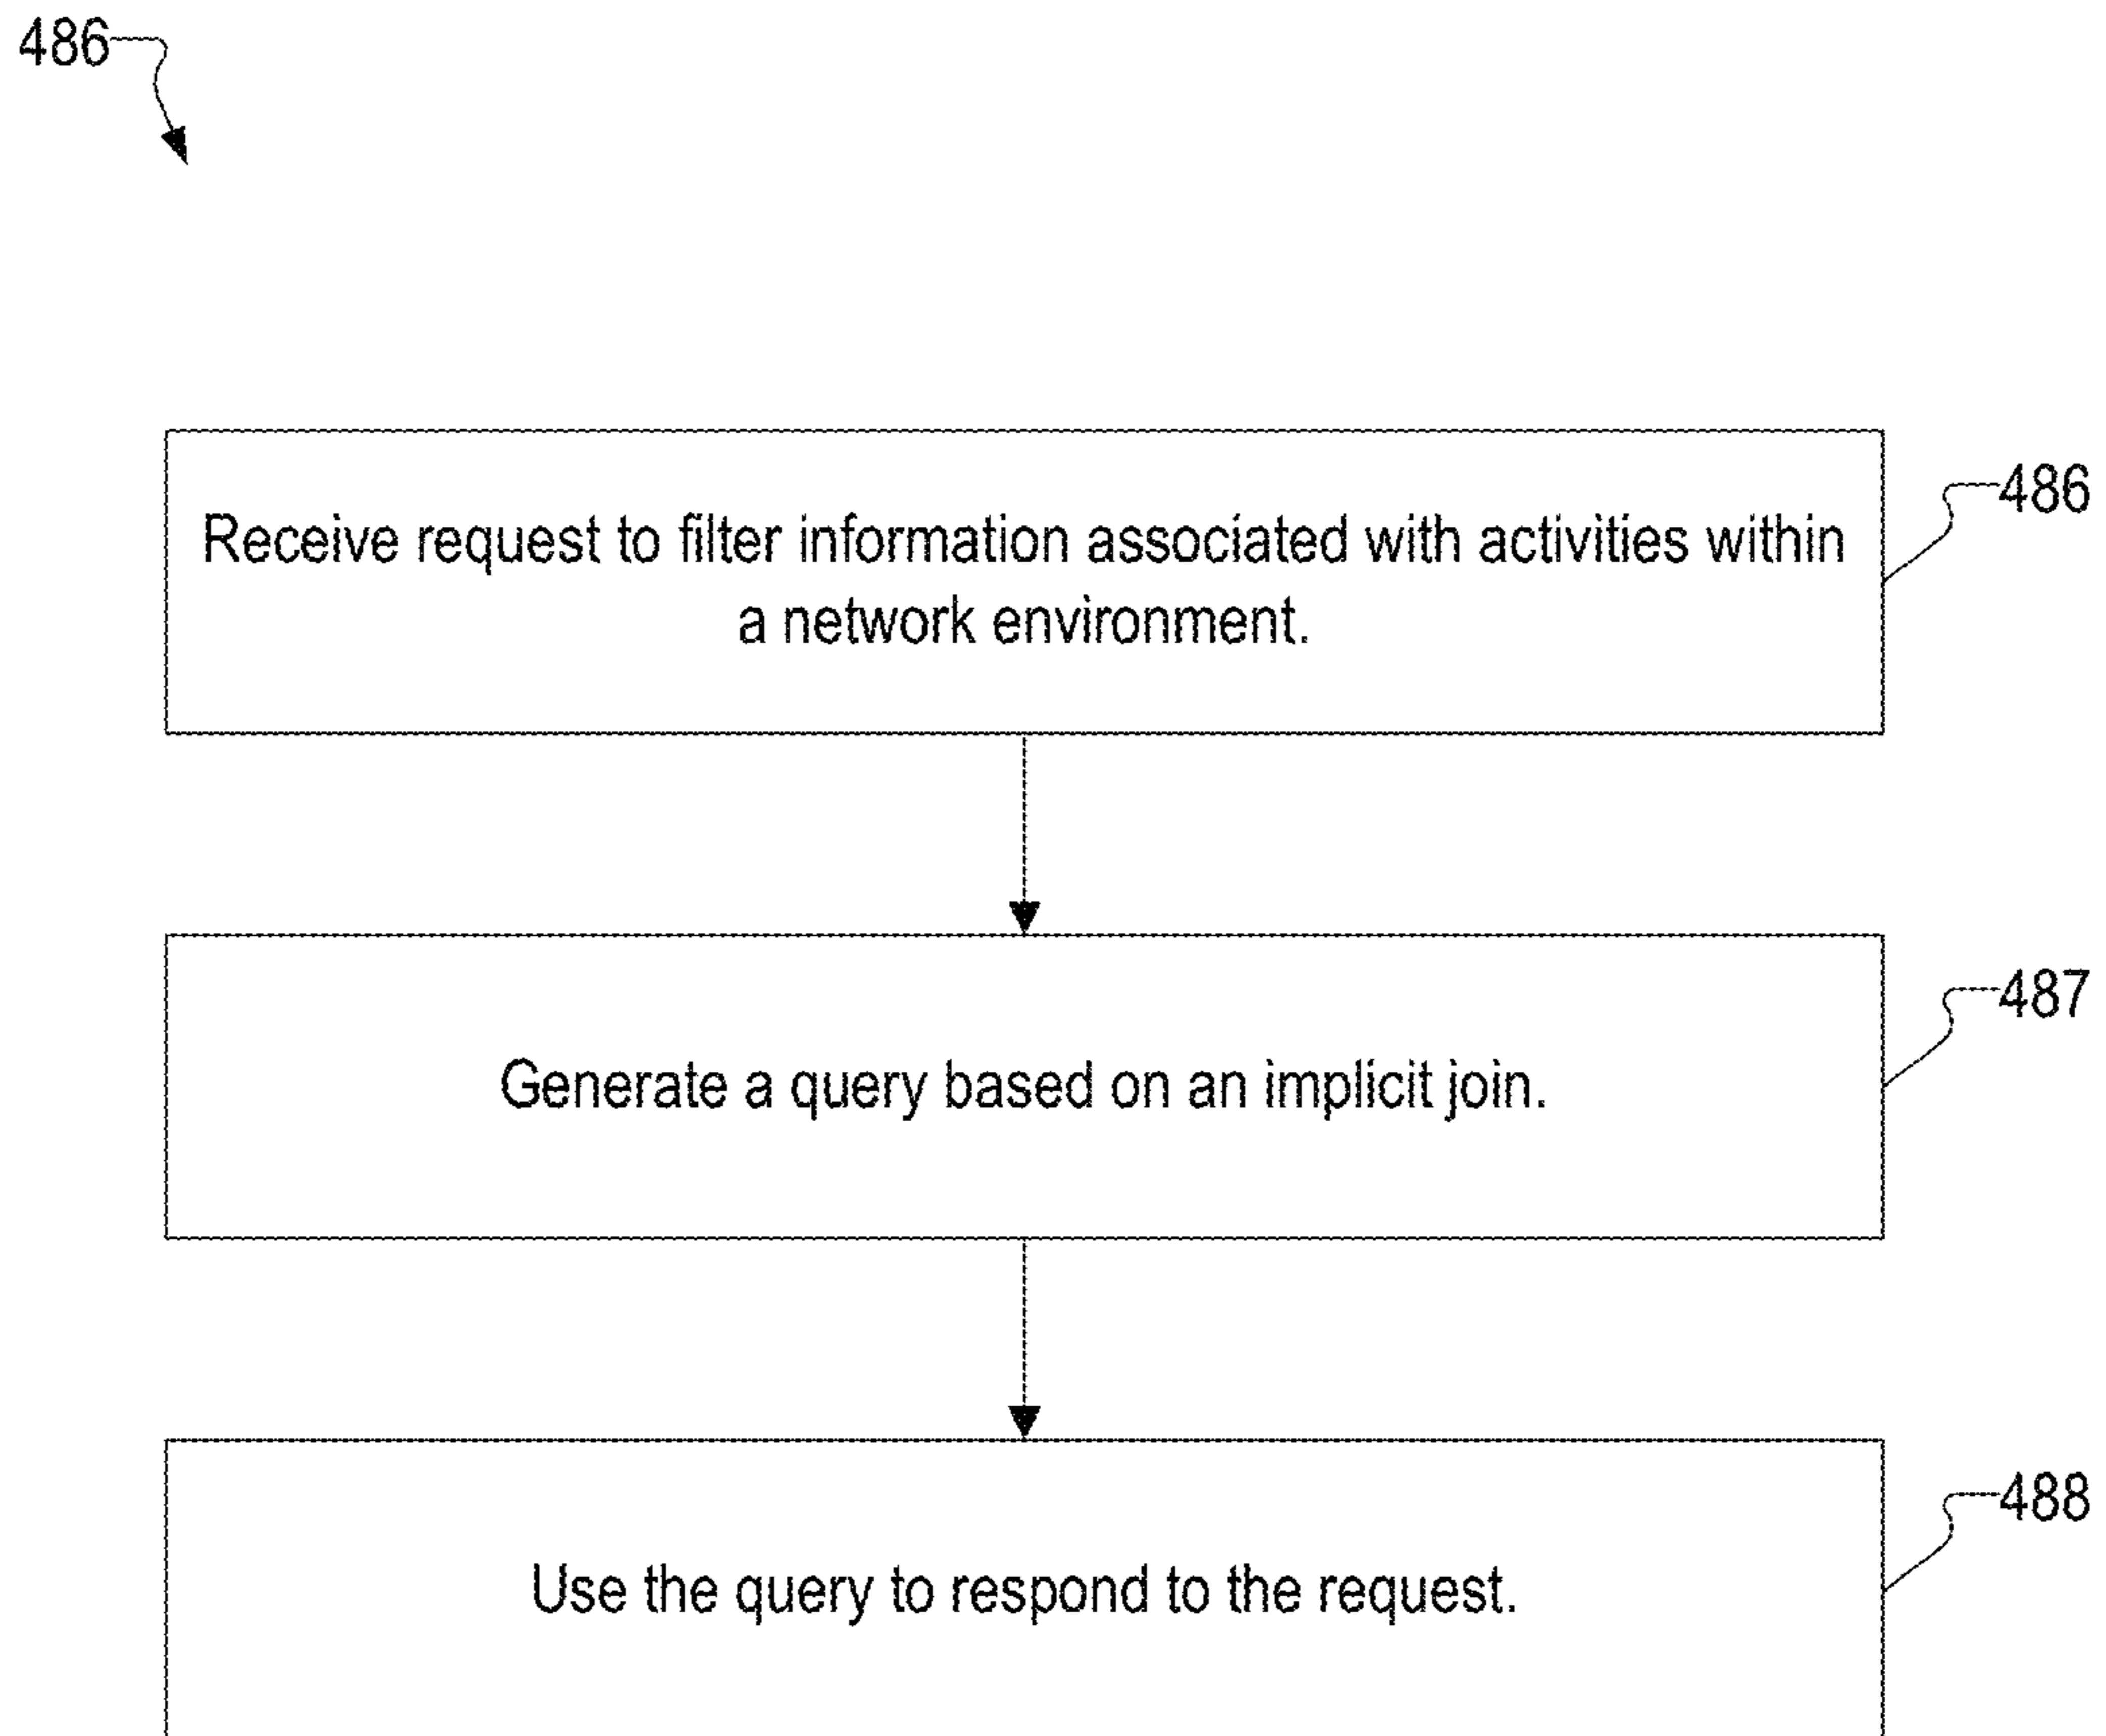 486
Receive request to filter information associated with activities within
a network environment.
486
Generate a query based on an implicit join.
487
Use the query to respond to the request.
488